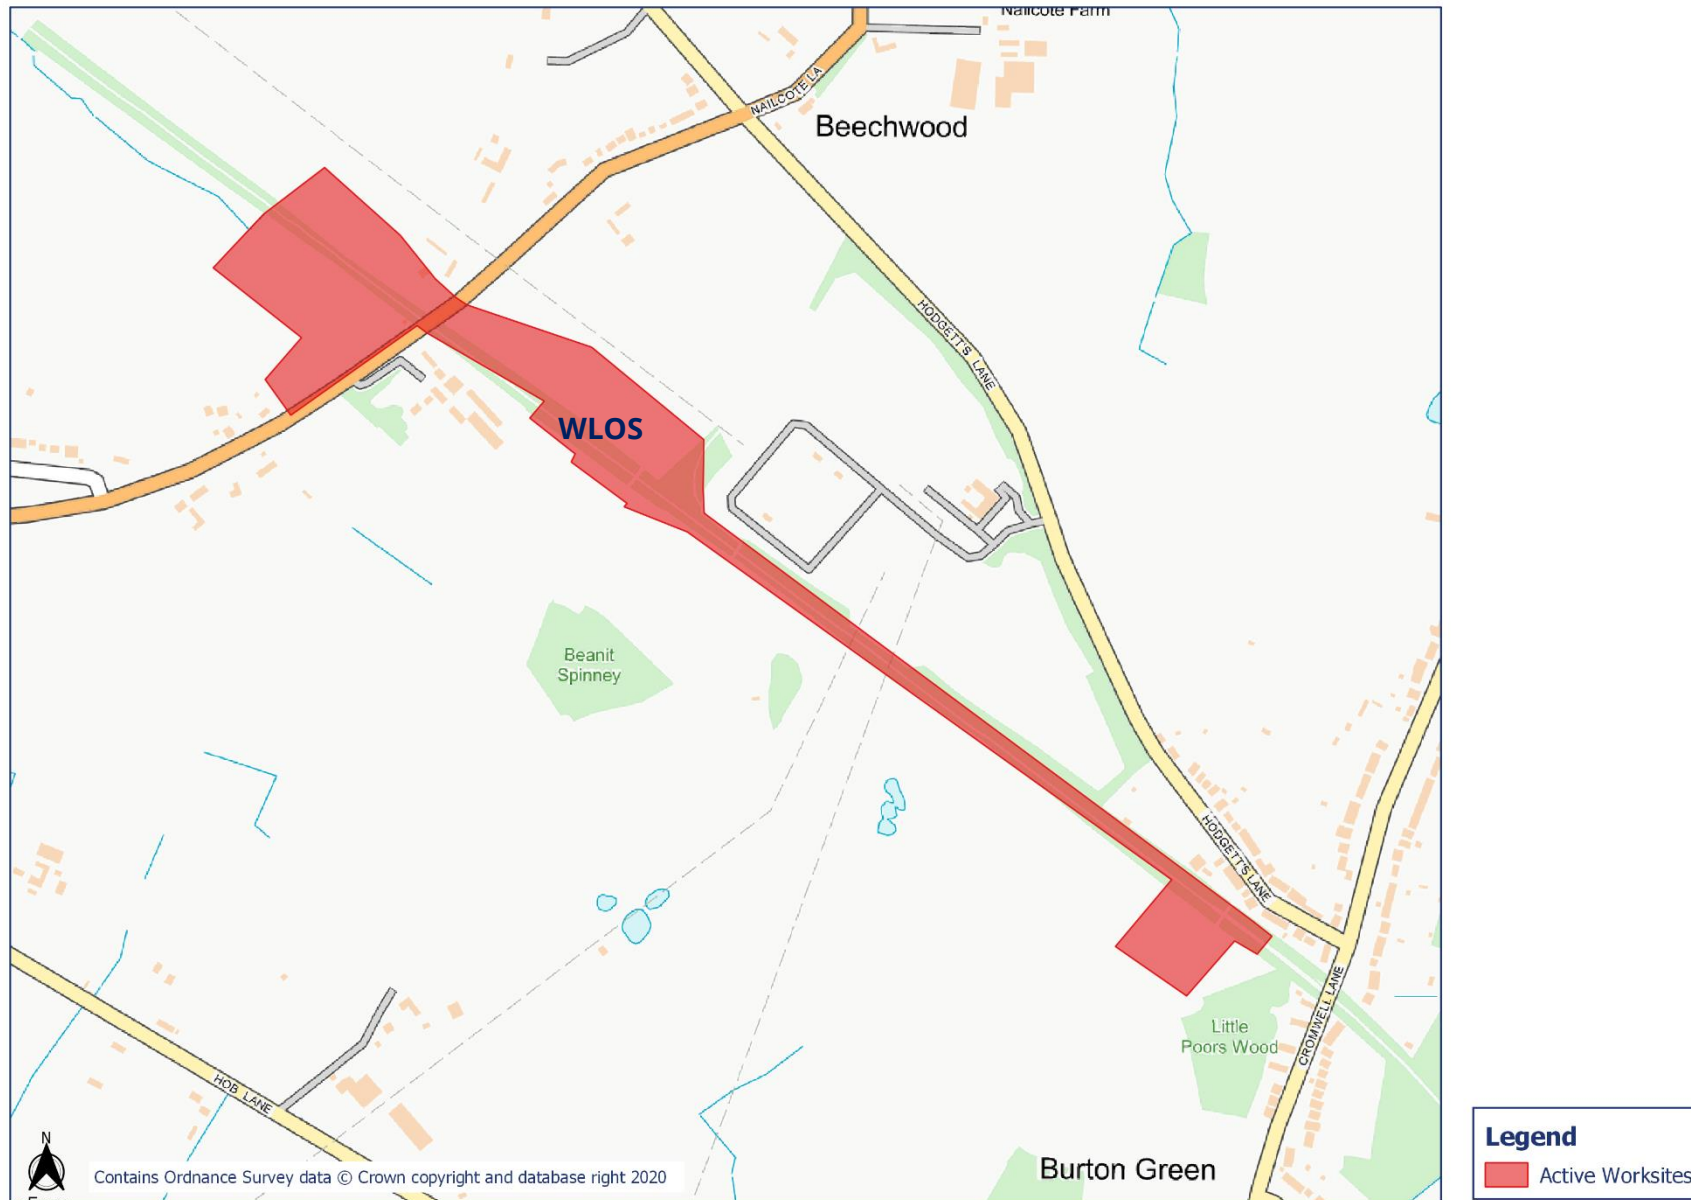 Nailcote Farm
NAILCOTE LA
Beechwood
HODGETT'S LANE
WLOS
Beanit
Spinney
HODGETT'S LANE
CROMWELL LANE
Little
Poors Wood
HOB LANE
Burton Green
N
Contains Ordnance Survey data © Crown copyright and database right 2020
Legend
Active Worksites